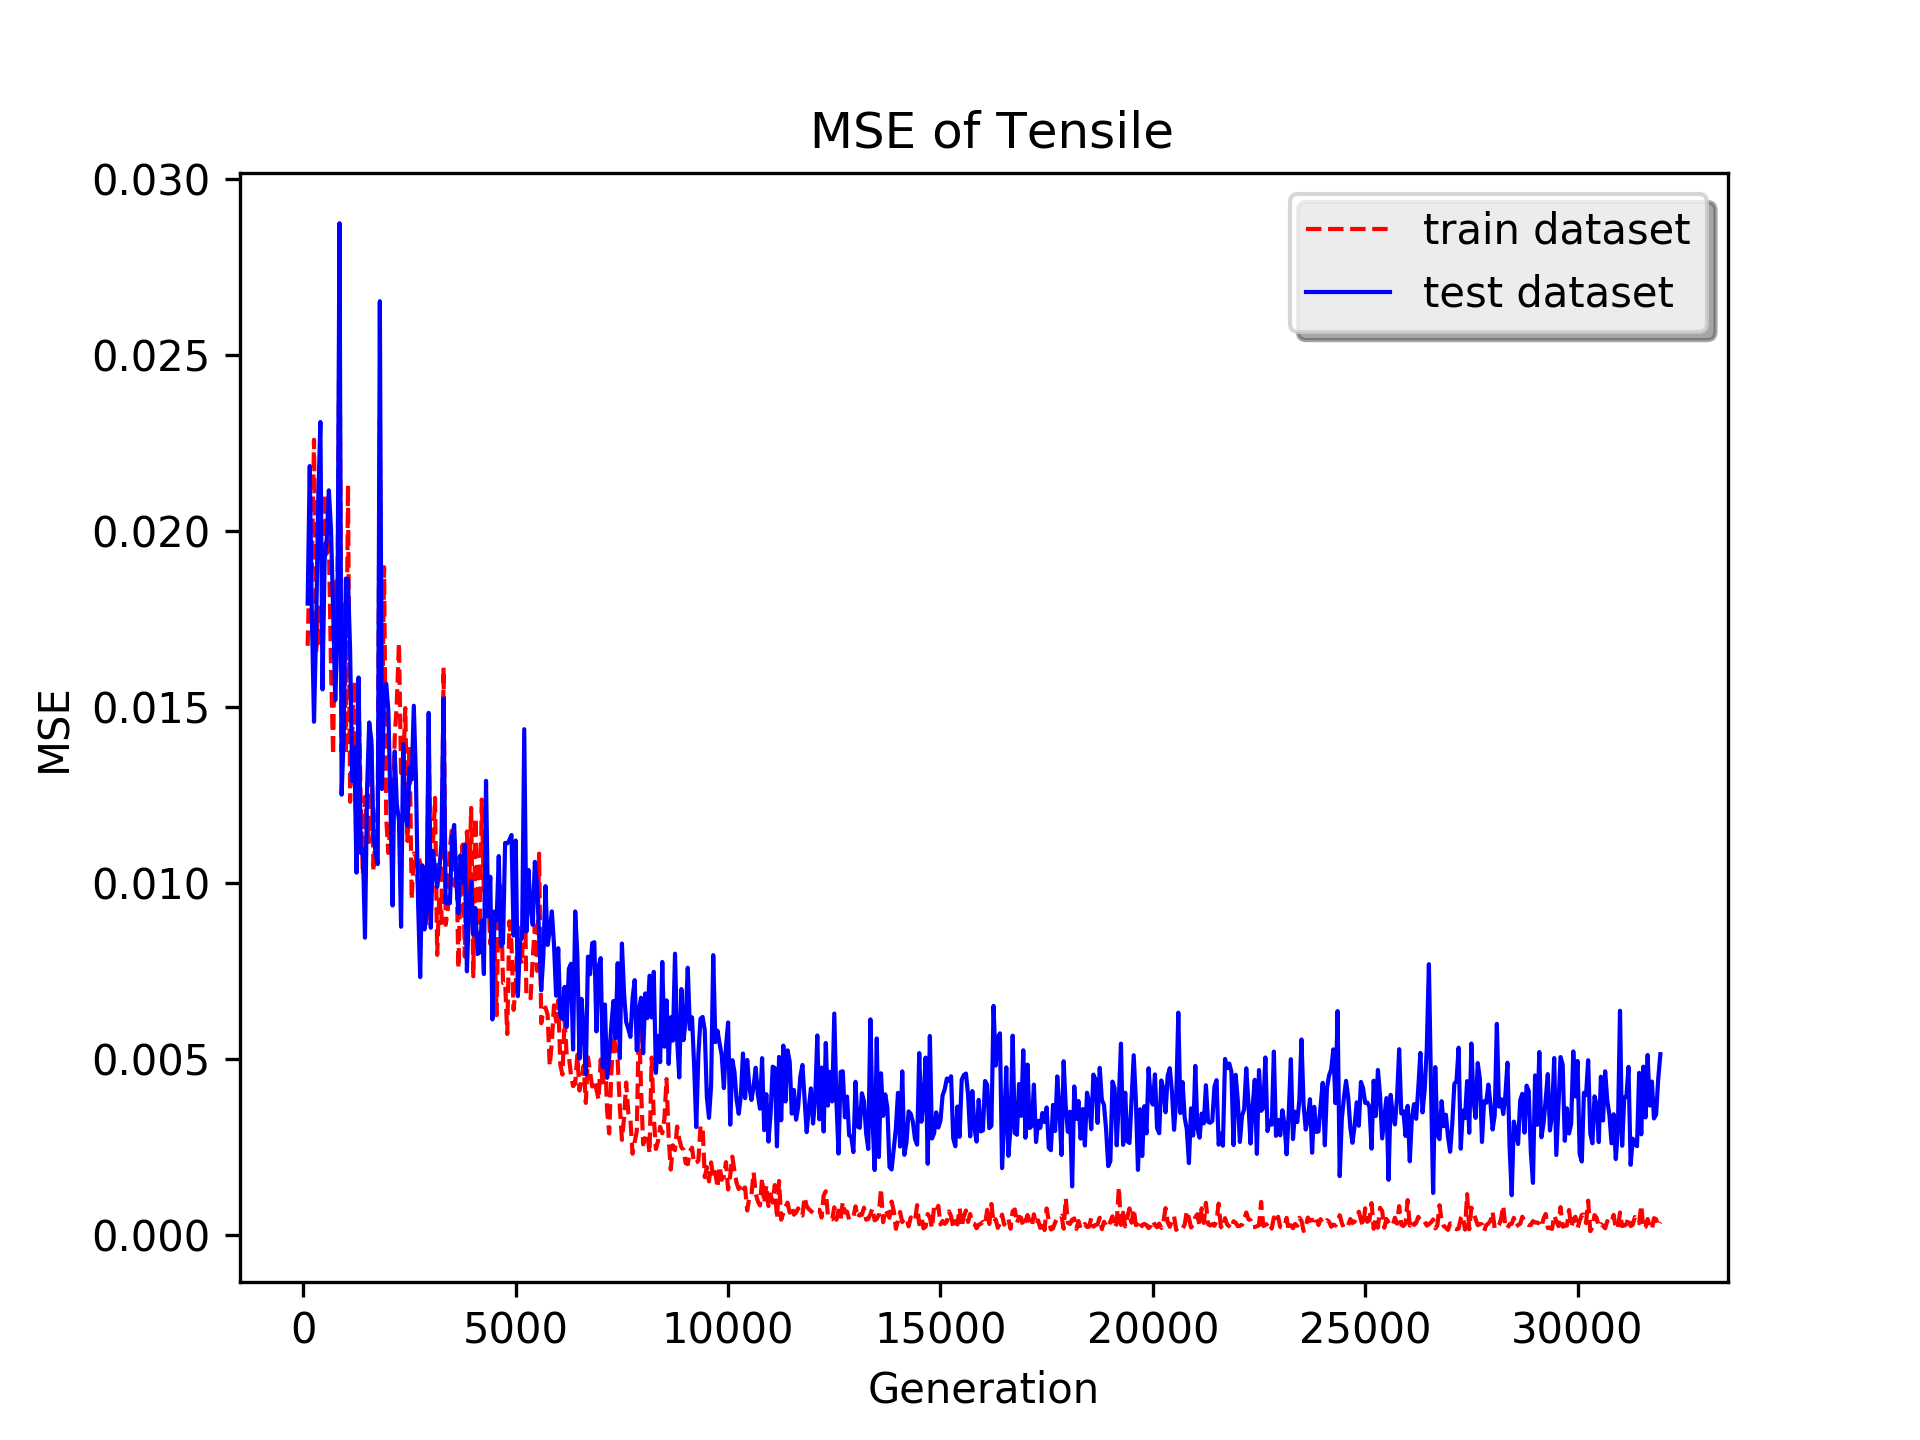 MSE of Tensile
train dataset
test dataset
0.030
0.025
0.020
0.015
0.010
0.005
0.000
MSE
0 5000 10000 15000 20000 25000 30000
Generation